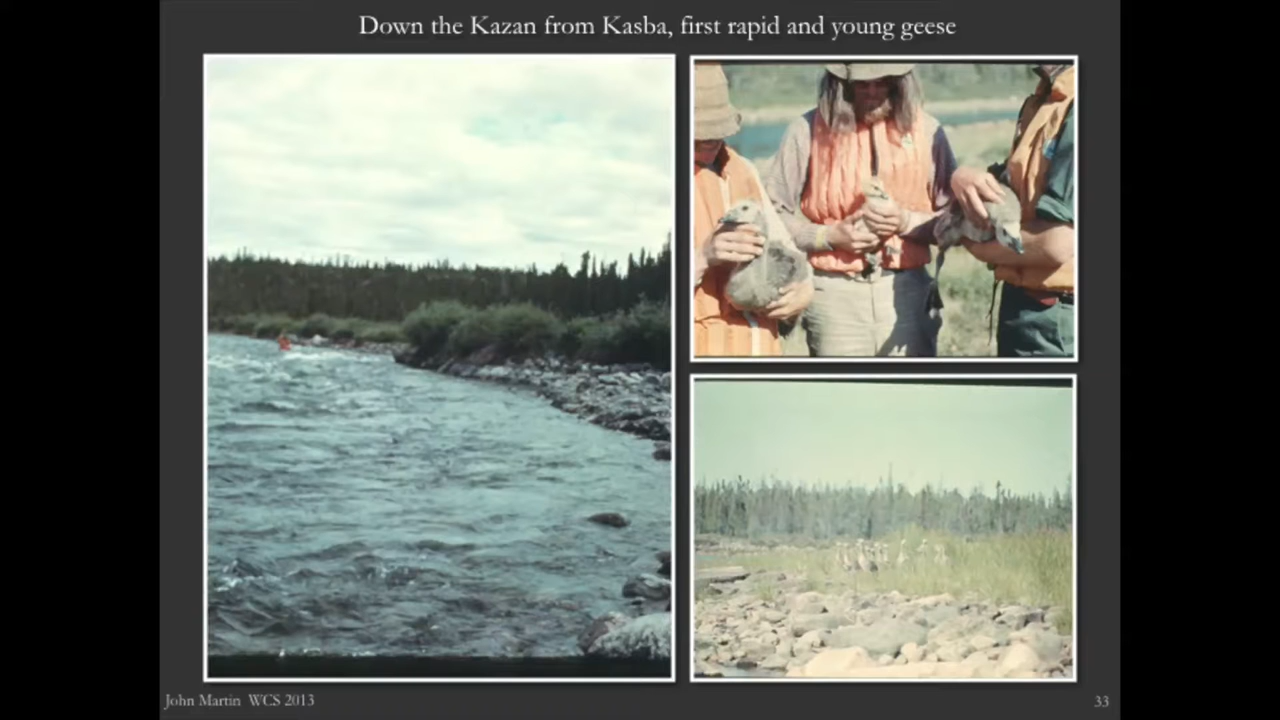 Down the Kazan from Kasba, first rapid and young geese
John Martin WCS 2013
33